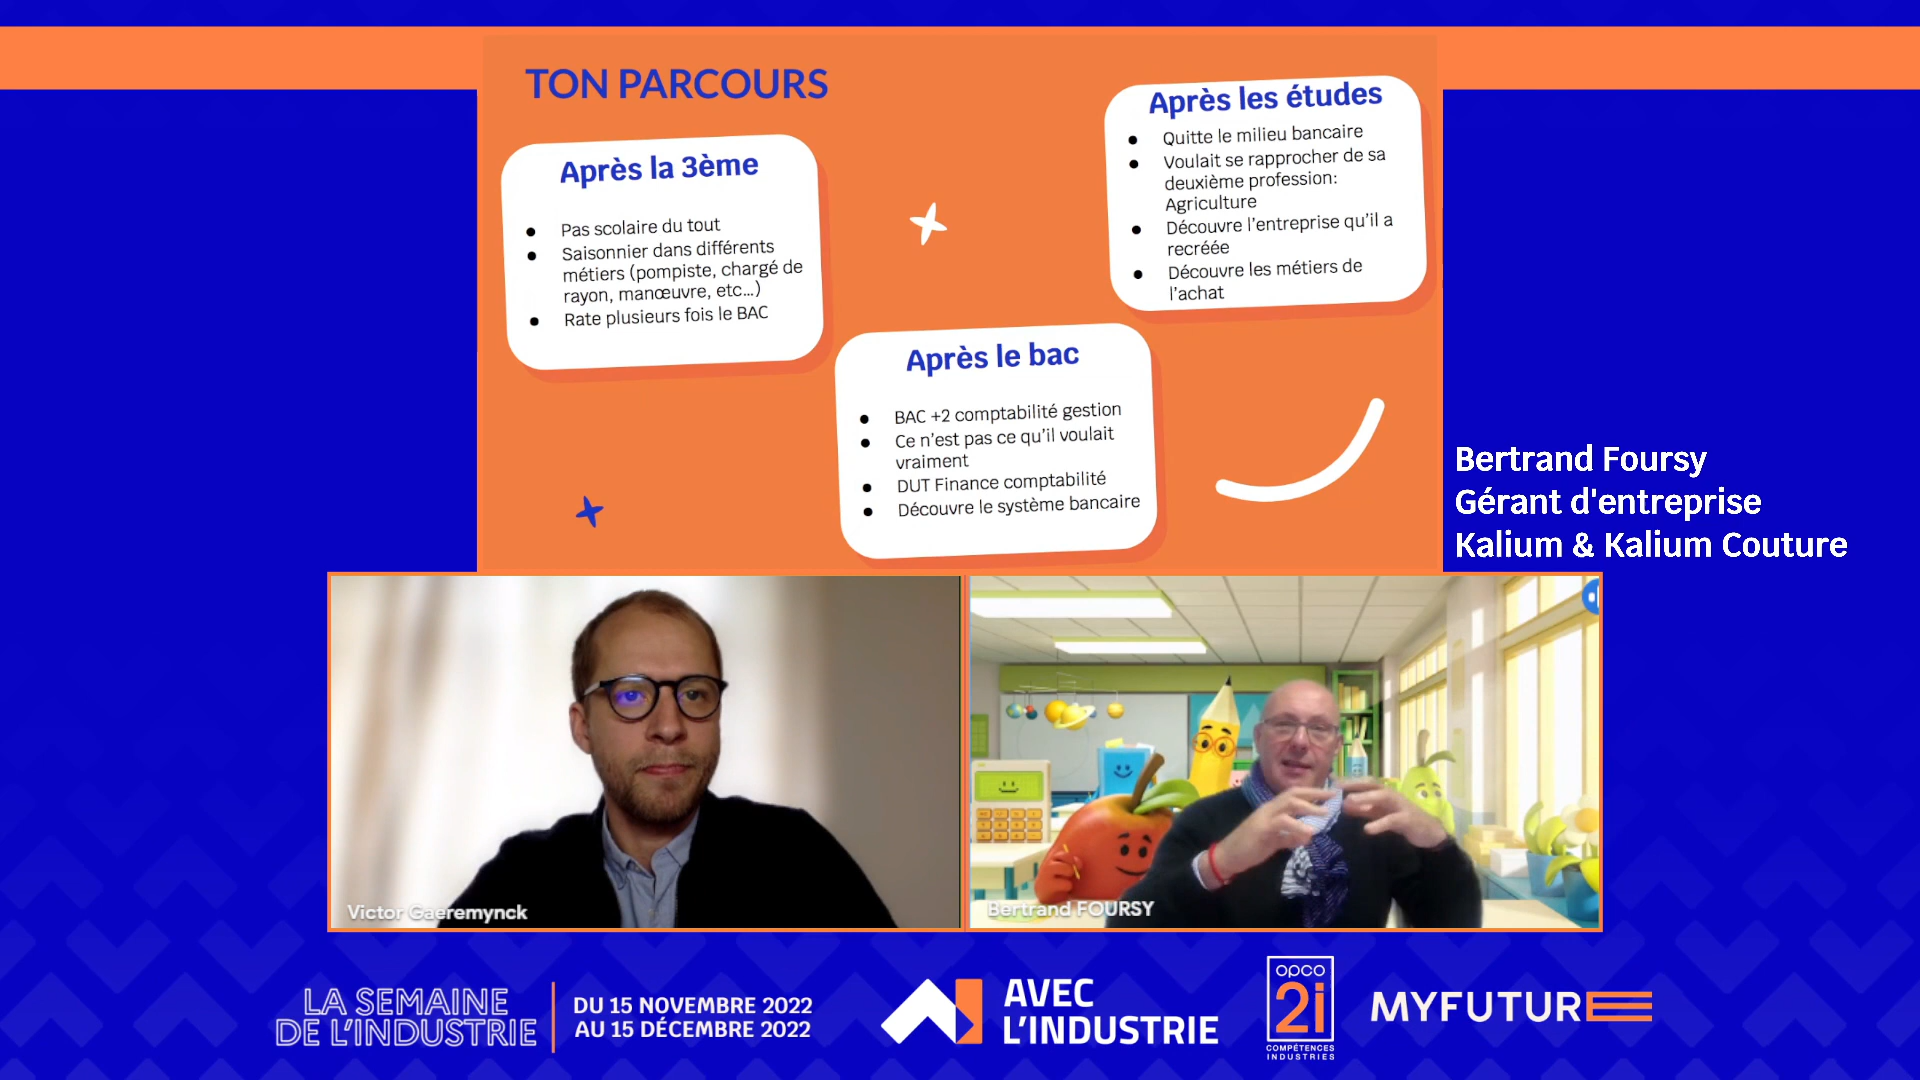 TON PARCOURS
Après la 3ème
Pas scolaire du tout
Saisonnier dans différents
métiers (pompiste, chargé de
rayon, manœuvre, etc...)
Rate plusieurs fois le BAC
Après le bac
BAC +2 comptabilité gestion
Ce n'est pas ce qu'il voulait
vraiment
DUT Finance comptabilité
Découvre le système bancaire
Après les études
Quitte le milieu bancaire
Voulait se rapprocher de sa
deuxième profession:
Agriculture
Découvre l'entreprise qu'il a
recréée
Découvre les métiers de
l'achat
Bertrand Foursy
Gérant d'entreprise
Kalium & Kalium Couture
Victor Gaeremynck
Bertrand FOURSY
LA SEMAINE
DE L'INDUSTRIE
DU 15 NOVEMBRE 2022
AU 15 DÉCEMBRE 2022
AVEC
L'INDUSTRIE
opco
2i
COMPÉTENCES
INDUSTRIES
MYFUTURE